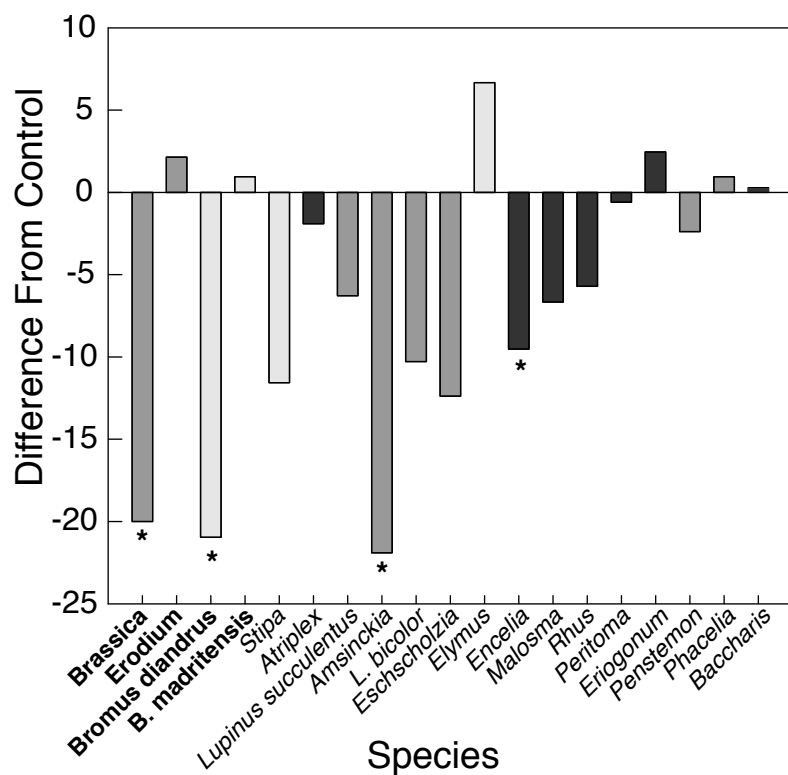 10
5
0
-5
-10
-15
-20
-25
Difference From Control
*
*
*
*
Brassica
Erodium
Bromus diandrus
B. madritensis
Stipa
Atriplex
Lupinus succulentus
Amsinckia
L. bicolor
Eschscholzia
Elymus
Encelia
Malosma
Rhus
Peritoma
Eriogonum
Penstemon
Phacelia
Baccharis
Species